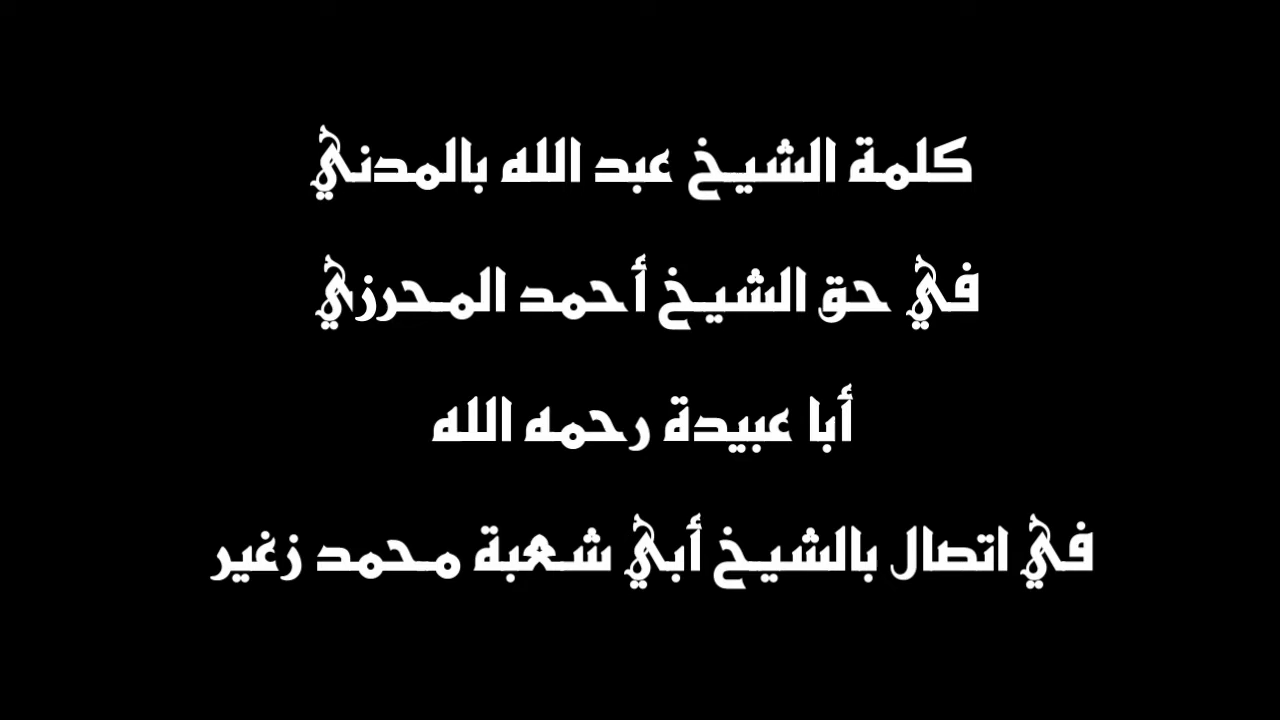 كلمة الشيخ عبد الله بالمدني
في حق الشيخ أحمد المحرزي
أبا عبيدة رحمه الله
في اتصال بالشيخ أبي شعبة محمد زغير